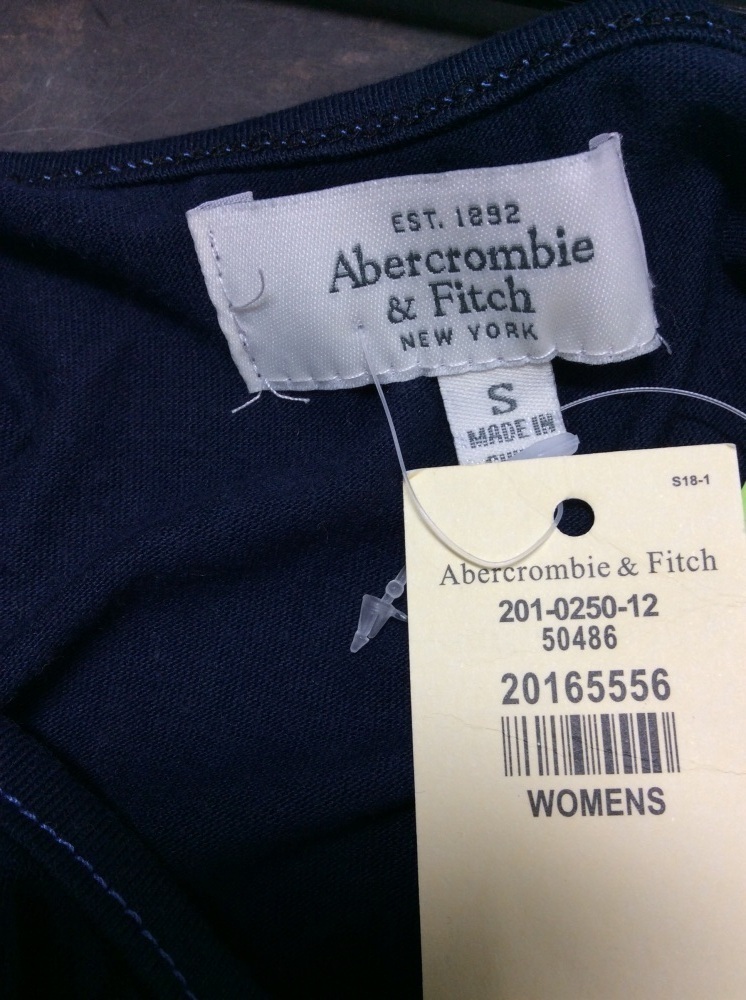 EST. 1892
Abercrombie
& Fitch
NEW YORK
S
MADE IN
S18-1
Abercrombie & Fitch
201-0250-12
50486
20165556
WOMENS